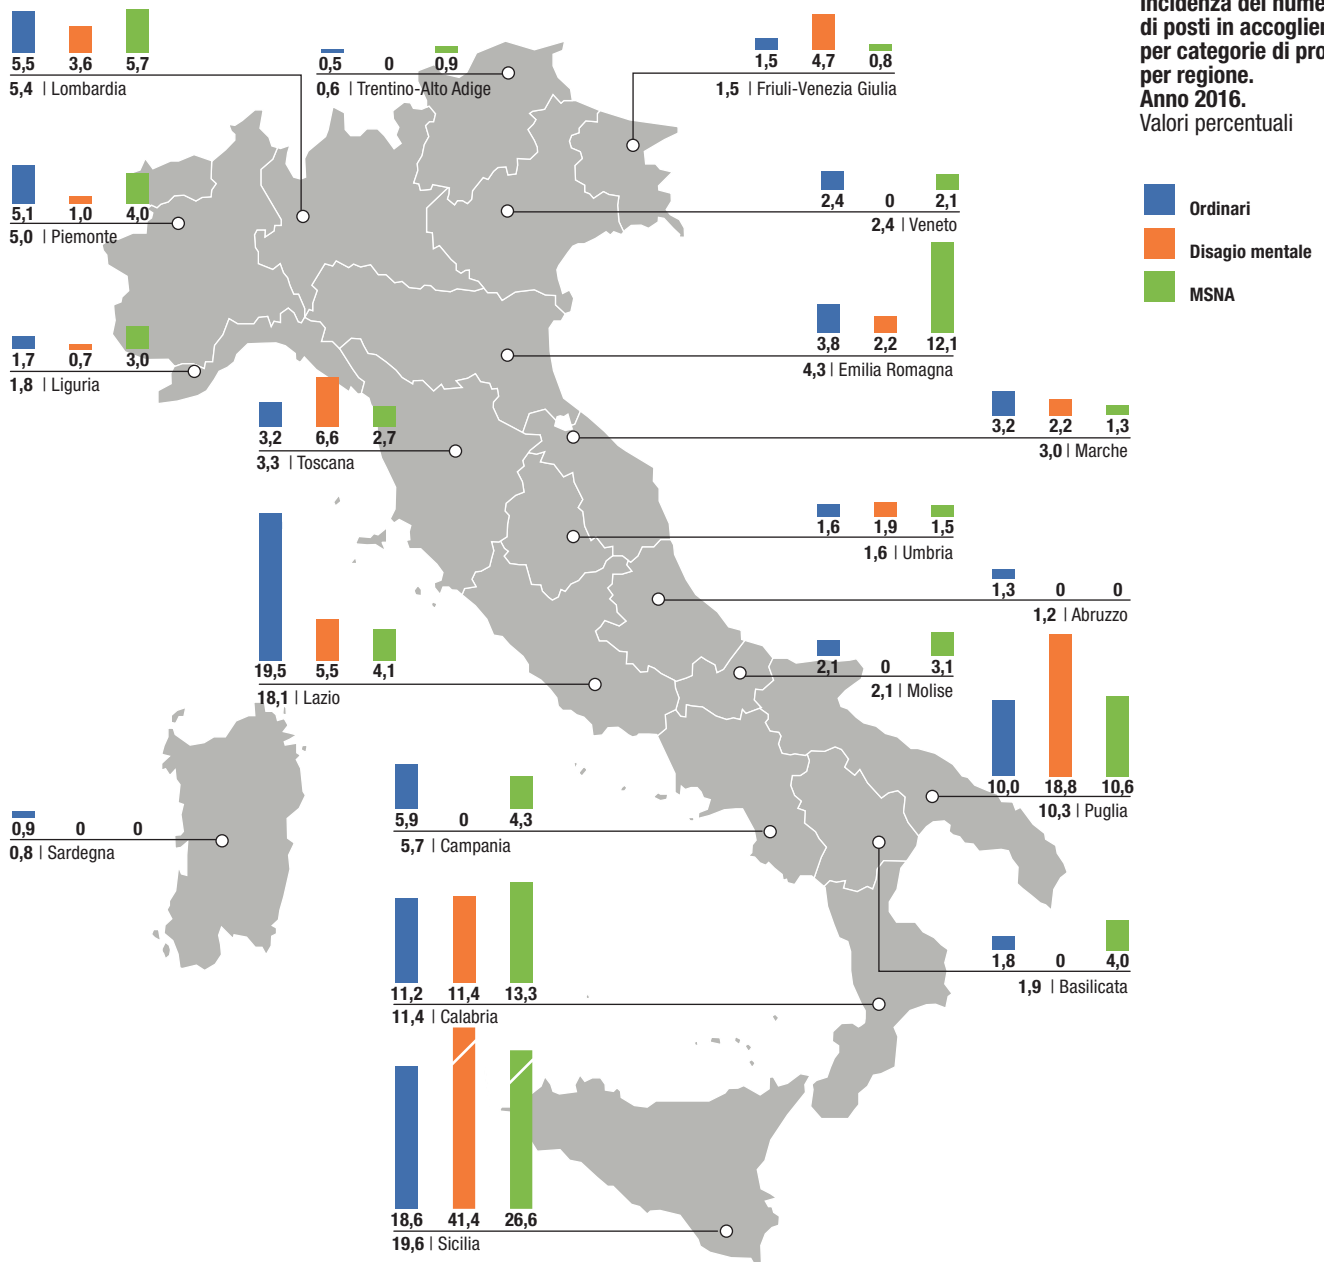 di posti in
per categorie di
per regione.
Anno 2016.
Valori percentuali
Ordinari
Disagio mentale
MSNA
5,5 3,6 5,7
5,4 | Lombardia
0,5 0 0,9
0,6 | Trentino-Alto Adige
1,5 4,7 0,8
1,5 | Friuli-Venezia Giulia
5,1 1,0 4,0
5,0 | Piemonte
2,4 0 2,1
2,4 | Veneto
3,8 2,2 12,1
4,3 | Emilia Romagna
1,7 0,7 3,0
1,8 | Liguria
3,2 6,6 2,7
3,3 | Toscana
3,2 2,2 1,3
3,0 | Marche
1,6 1,9 1,5
1,6 | Umbria
1,3 0 0
1,2 | Abruzzo
19,5 5,5 4,1
18,1 | Lazio
2,1 0 3,1
2,1 | Molise
10,0 18,8 10,6
10,3 | Puglia
0,9 0 0
0,8 | Sardegna
5,9 0 4,3
5,7 | Campania
1,8 0 4,0
1,9 | Basilicata
11,2 11,4 13,3
11,4 | Calabria
18,6 41,4 26,6
19,6 | Sicilia